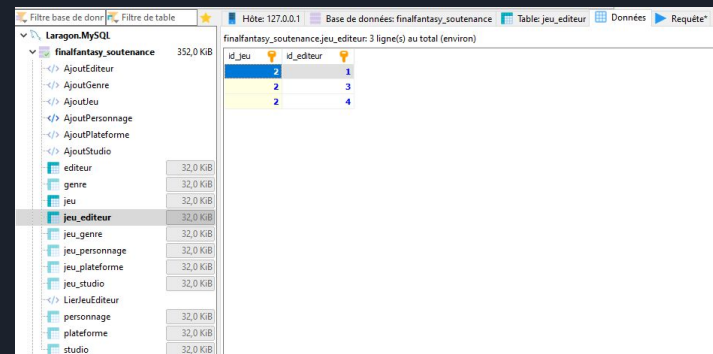 Filtre base de donr Filtre de table
Hôte: 127.0.0.1 Base de données: finalfantasy_soutenance Table: jeu_editeur Données Requête*
Laragon.MySQL
finalfantasy_soutenance 352,0 KiB
AjoutEditeur
AjoutGenre
AjoutJeu
AjoutPersonnage
AjoutPlateforme
AjoutStudio
editeur 32,0 KiB
genre 32,0 KiB
jeu 32,0 KiB
jeu_editeur 32,0 KiB
jeu_genre 32,0 KiB
jeu_personnage 32,0 KiB
jeu_plateforme 32,0 KiB
jeu_studio 32,0 KiB
LierJeuEditeur
personnage 32,0 KiB
plateforme 32,0 KiB
studio 32,0 KiB
finalfantasy_soutenance.jeu_editeur: 3 ligne(s) au total (environ)
id_jeu id_editeur
2 1
2 3
2 4